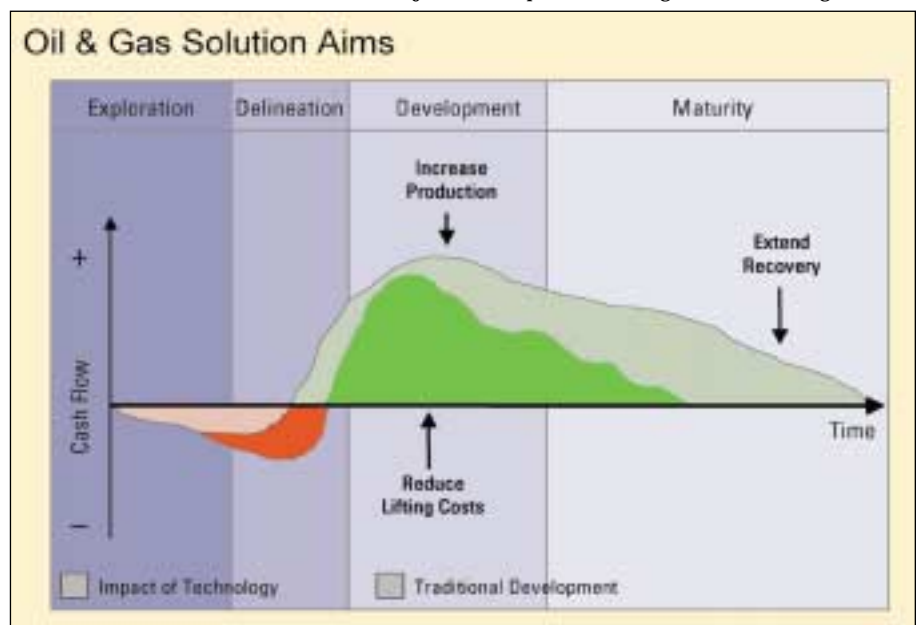 Oil & Gas Solution Aims
Exploration Delineation Development Maturity
Increase
Production
Extend
Recovery
+
Cash Flow
Time
Reduce
Lifting Costs
–
Impact of Technology Traditional Development